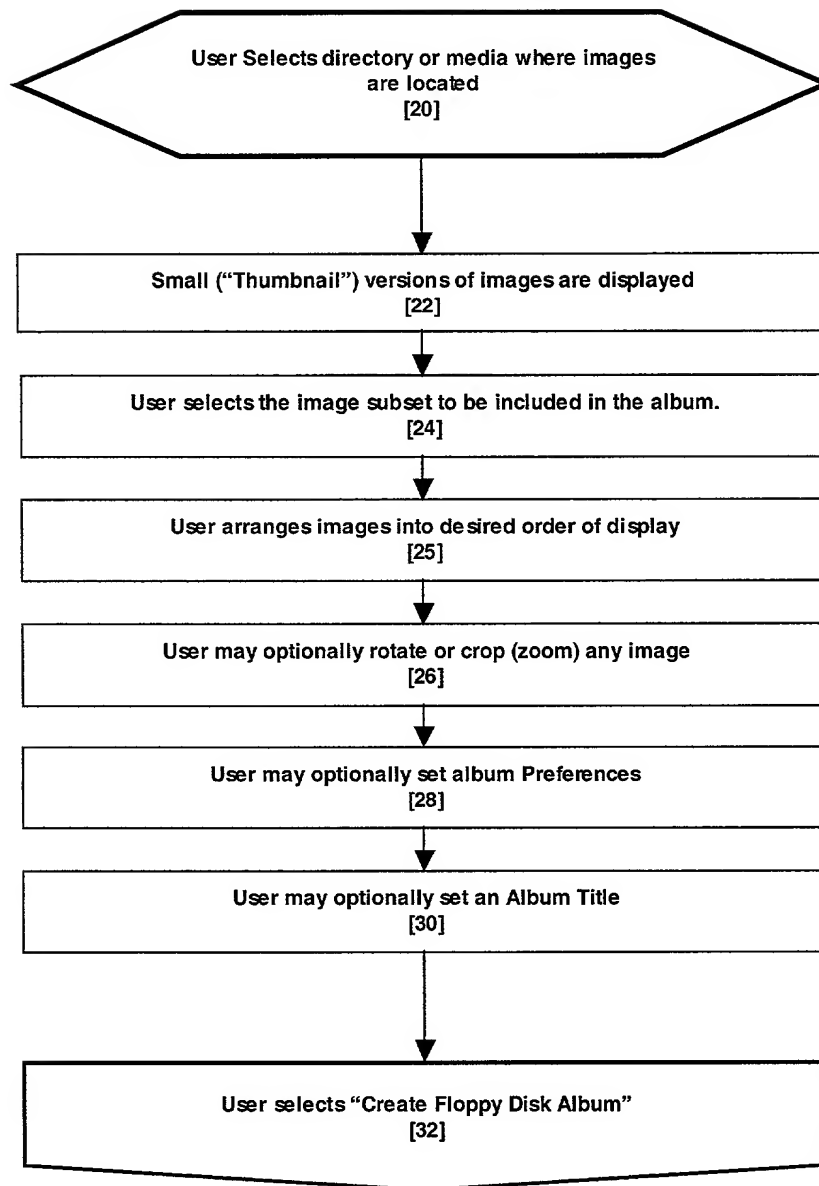 User Selects directory or media where images
are located
[20]
Small (“Thumbnail”) versions of images are displayed
[22]
User selects the image subset to be included in the album.
[24]
User arranges images into desired order of display
[25]
User may optionally rotate or crop (zoom) any image
[26]
User may optionally set album Preferences
[28]
User may optionally set an Album Title
[30]
User selects “Create Floppy Disk Album”
[32]